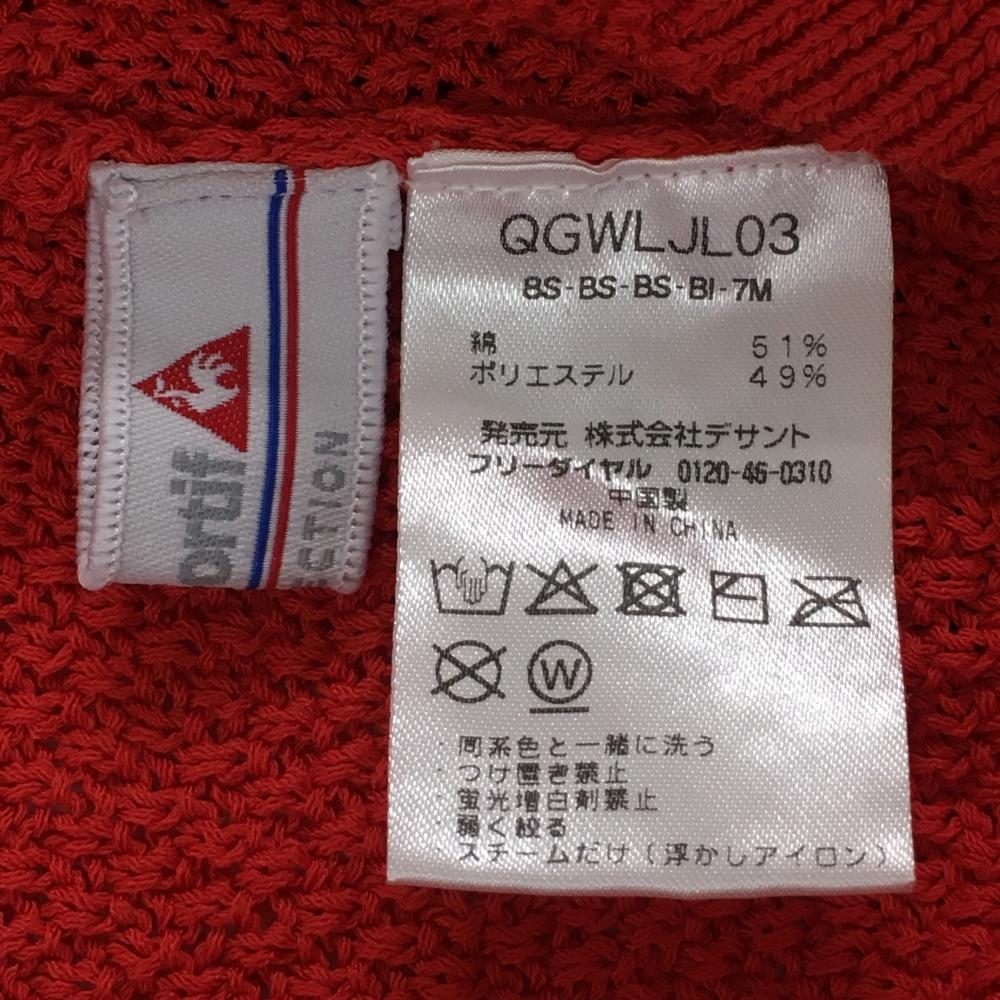 ortif
ECTION
QGWLJL03
8S-BS-BS-BI-7M
綿 51%
ポリエステル 49%
発売元 株式会社デサント
フリーダイヤル 0120-46-0310
中国製
MADE IN CHINA
W
・同系色と一緒に洗う
・つけ置き禁止
・蛍光増白剤禁止
・弱く絞る
・スチームだけ(浮かしアイロン)